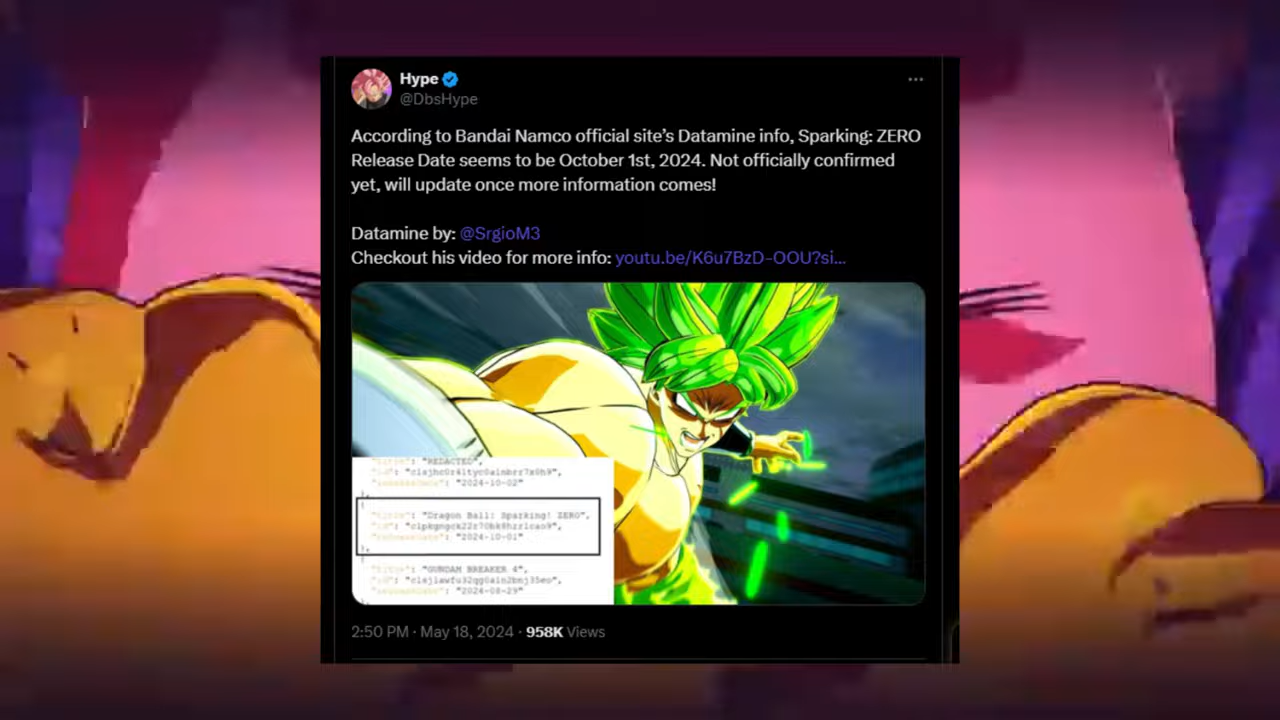 Hype
@DbsHype
According to Bandai Namco official site's Datamine info, Sparking: ZERO
Release Date seems to be October 1st, 2024. Not officially confirmed
yet, will update once more information comes!
Datamine by: @SrgioM3
Checkout his video for more info: youtu.be/K6u7BzD-OOU?si...
"REDACTED",
"2024-10-02"
"Dragon Ball: Sparking! ZERO",
"2024-10-01"
"GUNDAM BREAKER 4",
"2024-08-29"
2:50 PM · May 18, 2024 · 958K Views